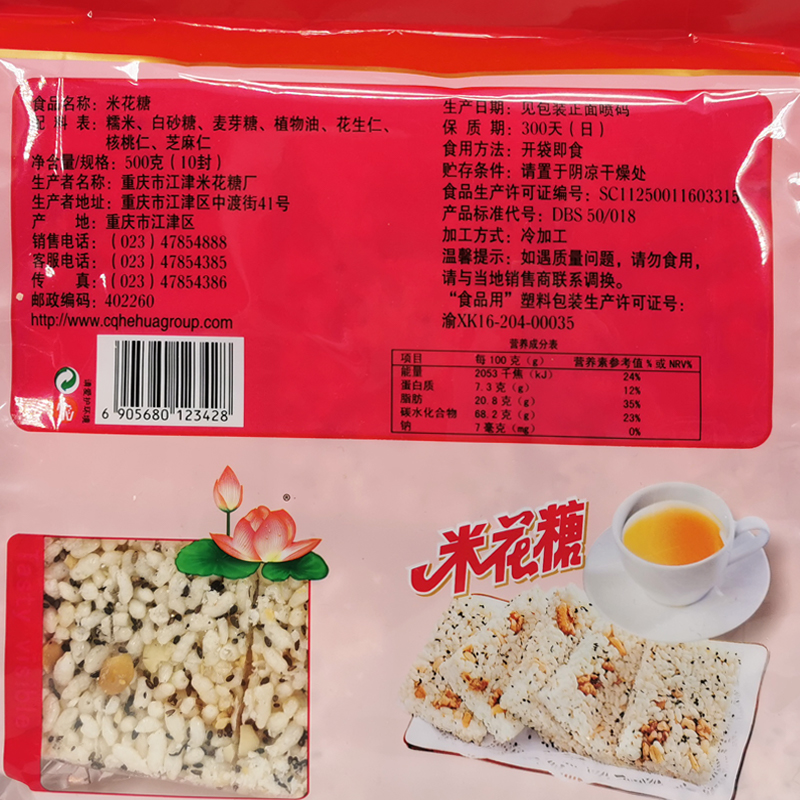 食品名称：米花糖
配 料 表：糯米、白砂糖、麦芽糖、植物油、花生仁、
核桃仁、芝麻仁
净含量/规格：500克（10封）
生产者名称：重庆市江津米花糖厂
生产者地址：重庆市江津区中渡街41号
产 地：重庆市江津区
销售电话：（023）47854888
客服电话：（023）47854385
传 真：（023）47854386
邮政编码：402260
http://www.cqhehuagroup.com
生产日期：见包装正面喷码
保 质 期：300天（日）
食用方法：开袋即食
贮存条件：请置于阴凉干燥处
食品生产许可证编号：SC11250011603315
产品标准代号：DBS 50/018
加工方式：冷加工
温馨提示：如遇质量问题，请勿食用，
请与当地销售商联系调换。
“食品用”塑料包装生产许可证号：
渝XK16-204-00035
营养成分表
项目 每 100 克（g） 营养素参考值 % 或 NRV%
能量 2053 千焦（kJ） 24%
蛋白质 7.3 克（g） 12%
脂肪 20.8 克（g） 35%
碳水化合物 68.2 克（g） 23%
钠 7 毫克（mg） 0%
6 905680 123428
®
米花糖